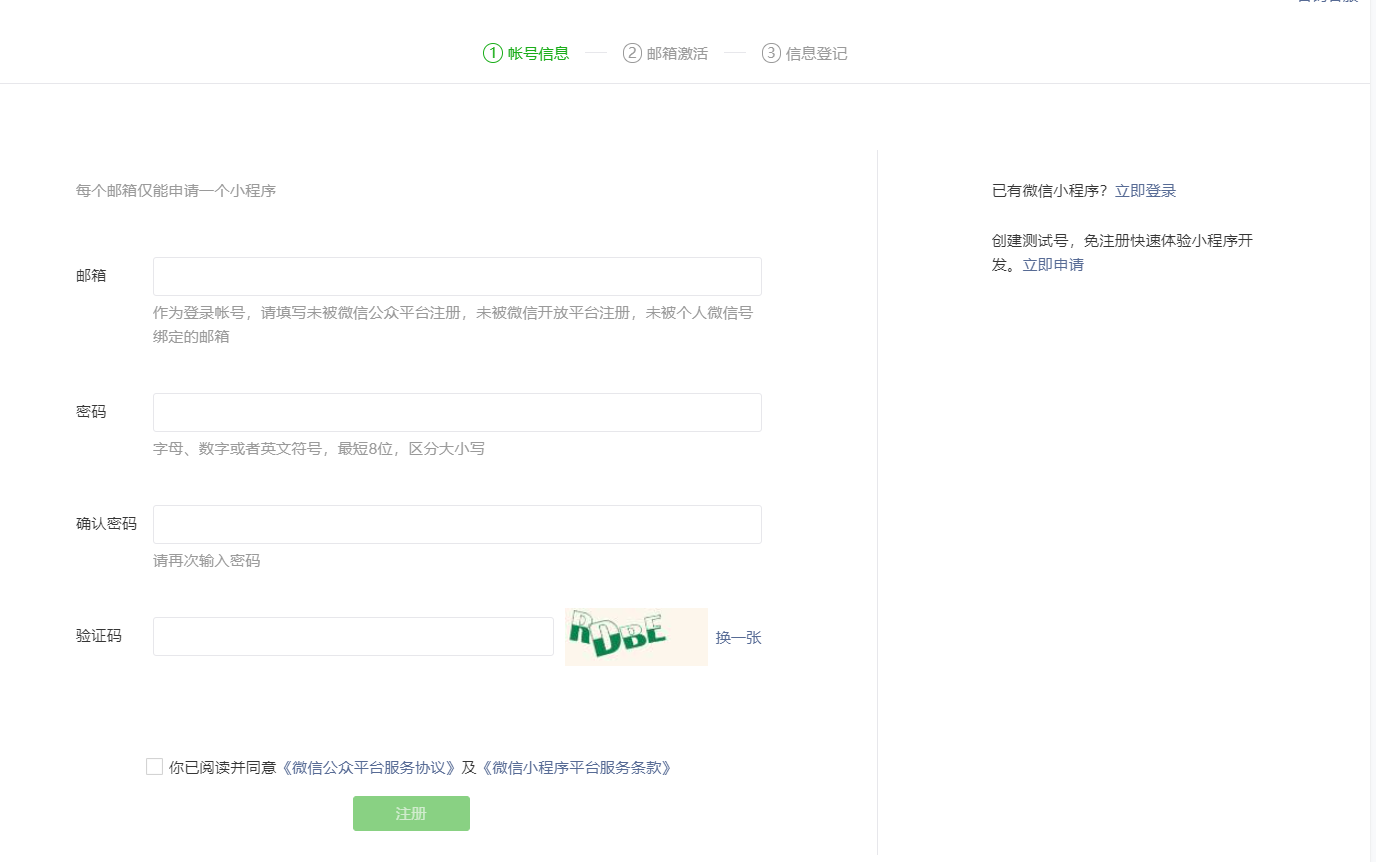 ① 帐号信息 ② 邮箱激活 ③ 信息登记
每个邮箱仅能申请一个小程序
邮箱
作为登录帐号，请填写未被微信公众平台注册，未被微信开放平台注册，未被个人微信号
绑定的邮箱
密码
字母、数字或者英文符号，最短8位，区分大小写
确认密码
请再次输入密码
验证码 RDBE 换一张
你已阅读并同意《微信公众平台服务协议》及《微信小程序平台服务条款》
注册
已有微信小程序？立即登录
创建测试号，免注册快速体验小程序开
发。立即申请